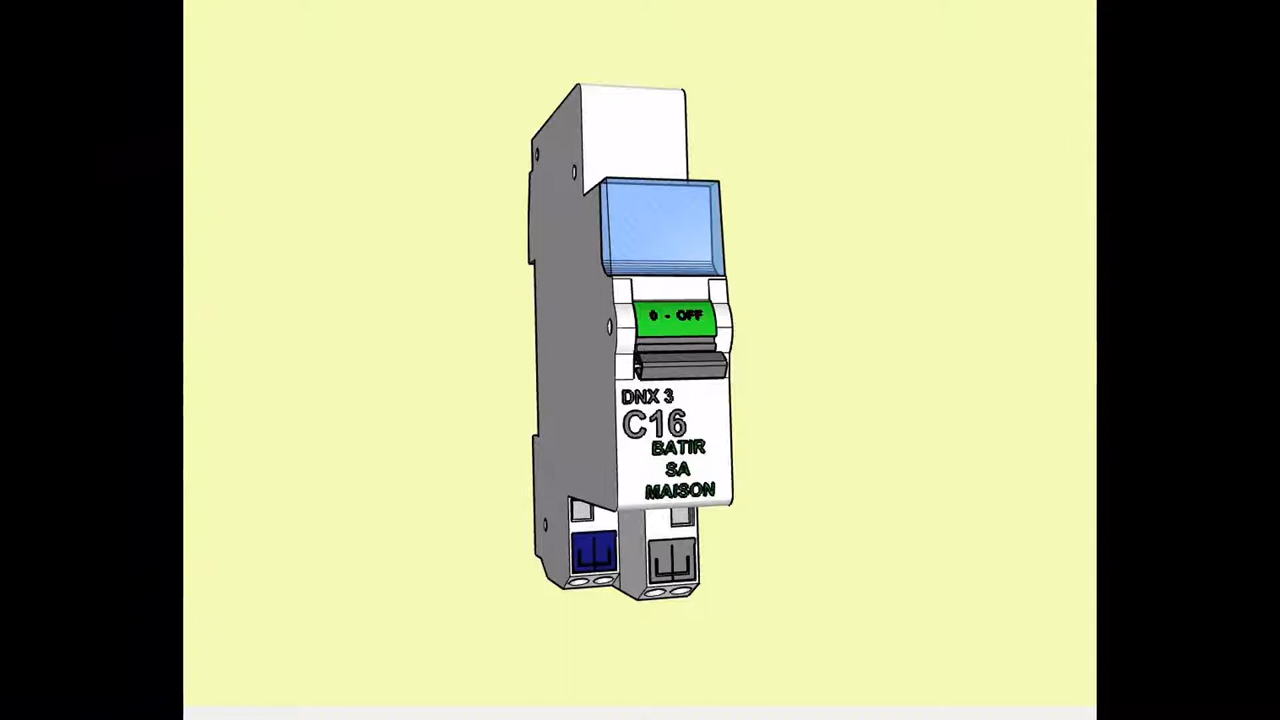 0 - OFF
DNX 3
C16
BATIR
SA
MAISON